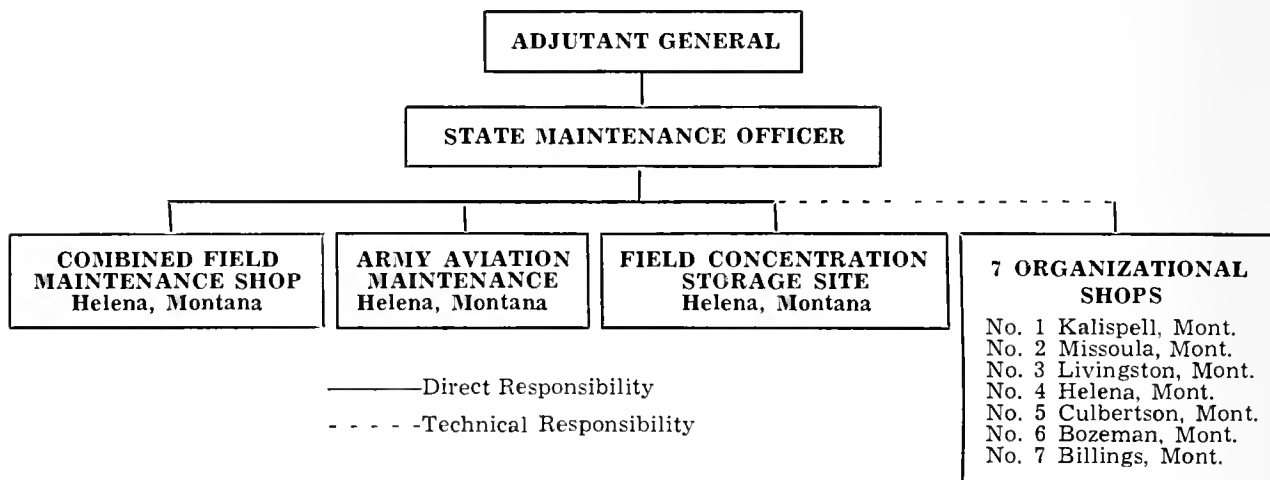 ADJUTANT GENERAL
STATE MAINTENANCE OFFICER
COMBINED FIELD
MAINTENANCE SHOP
Helena, Montana
ARMY AVIATION
MAINTENANCE
Helena, Montana
FIELD CONCENTRATION
STORAGE SITE
Helena, Montana
7 ORGANIZATIONAL
SHOPS
No. 1 Kalispell, Mont.
No. 2 Missoula, Mont.
No. 3 Livingston, Mont.
No. 4 Helena, Mont.
No. 5 Culbertson, Mont.
No. 6 Bozeman, Mont.
No. 7 Billings, Mont.
Direct Responsibility
Technical Responsibility